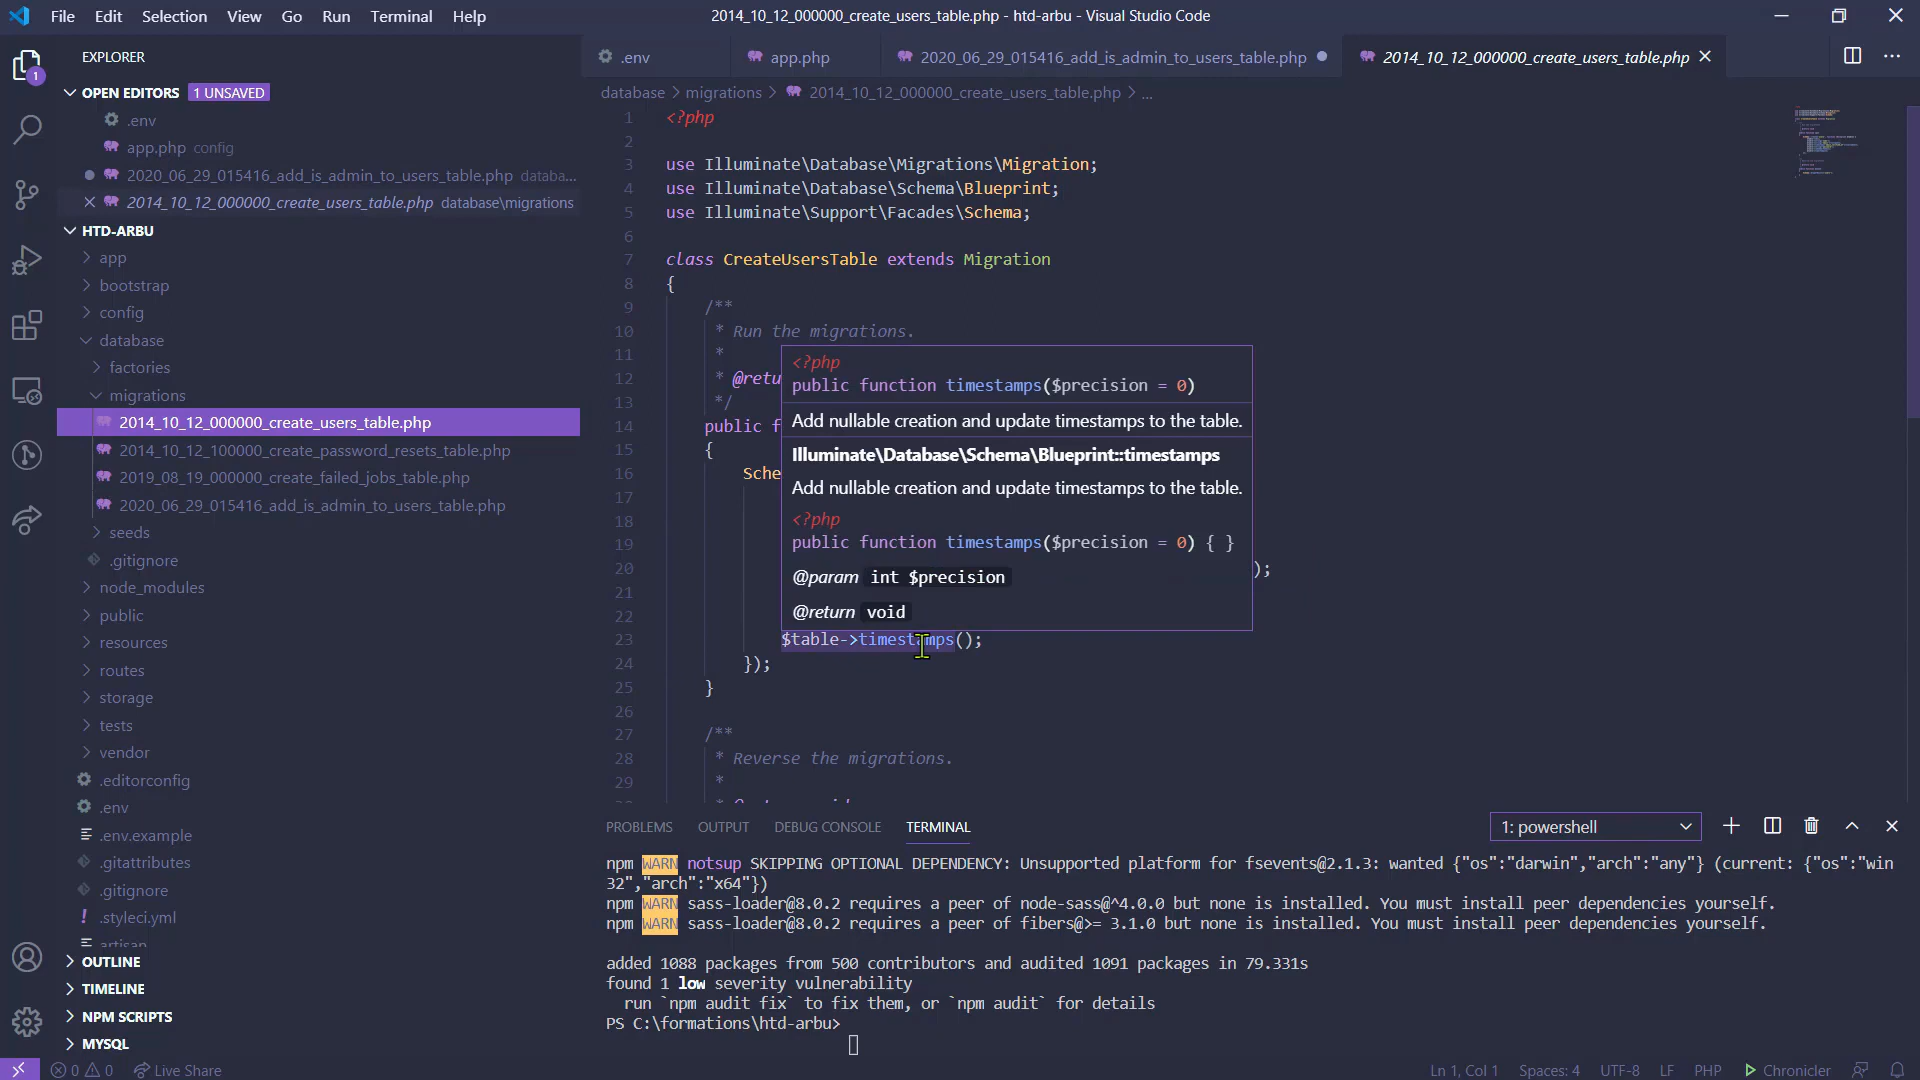 File Edit Selection View Go Run Terminal Help
2014_10_12_000000_create_users_table.php - htd-arbu - Visual Studio Code
EXPLORER
OPEN EDITORS 1 UNSAVED
.env
app.php config
2020_06_29_015416_add_is_admin_to_users_table.php databa...
2014_10_12_000000_create_users_table.php database\migrations
HTD-ARBU
app
bootstrap
config
database
factories
migrations
2014_10_12_000000_create_users_table.php
2014_10_12_100000_create_password_resets_table.php
2019_08_19_000000_create_failed_jobs_table.php
2020_06_29_015416_add_is_admin_to_users_table.php
seeds
.gitignore
node_modules
public
resources
routes
storage
tests
vendor
.editorconfig
.env
.env.example
.gitattributes
.gitignore
.styleci.yml
artisan
OUTLINE
TIMELINE
NPM SCRIPTS
MYSQL
.env
app.php
2020_06_29_015416_add_is_admin_to_users_table.php
2014_10_12_000000_create_users_table.php
database > migrations > 2014_10_12_000000_create_users_table.php > ...
1 <?php
2
3 use Illuminate\Database\Migrations\Migration;
4 use Illuminate\Database\Schema\Blueprint;
5 use Illuminate\Support\Facades\Schema;
6
7 class CreateUsersTable extends Migration
8 {
9 /**
10 * Run the migrations.
11 *
12 * @retu
13 */
14 public f
15 {
16 Sche
17
18
19
20 );
21
22
23 $table->timestamps();
24 });
25 }
26
27 /**
28 * Reverse the migrations.
29 *
<?php
public function timestamps($precision = 0)
Add nullable creation and update timestamps to the table.
Illuminate\Database\Schema\Blueprint::timestamps
Add nullable creation and update timestamps to the table.
<?php
public function timestamps($precision = 0) { }
@param int $precision
@return void
PROBLEMS OUTPUT DEBUG CONSOLE TERMINAL
1: powershell
npm WARN notsup SKIPPING OPTIONAL DEPENDENCY: Unsupported platform for fsevents@2.1.3: wanted {"os":"darwin","arch":"any"} (current: {"os":"win
32","arch":"x64"})
npm WARN sass-loader@8.0.2 requires a peer of node-sass@^4.0.0 but none is installed. You must install peer dependencies yourself.
npm WARN sass-loader@8.0.2 requires a peer of fibers@>= 3.1.0 but none is installed. You must install peer dependencies yourself.
added 1088 packages from 500 contributors and audited 1091 packages in 79.331s
found 1 low severity vulnerability
run `npm audit fix` to fix them, or `npm audit` for details
PS C:\formations\htd-arbu>
0 0 Live Share
Ln 1, Col 1 Spaces: 4 UTF-8 LF PHP Chronicler